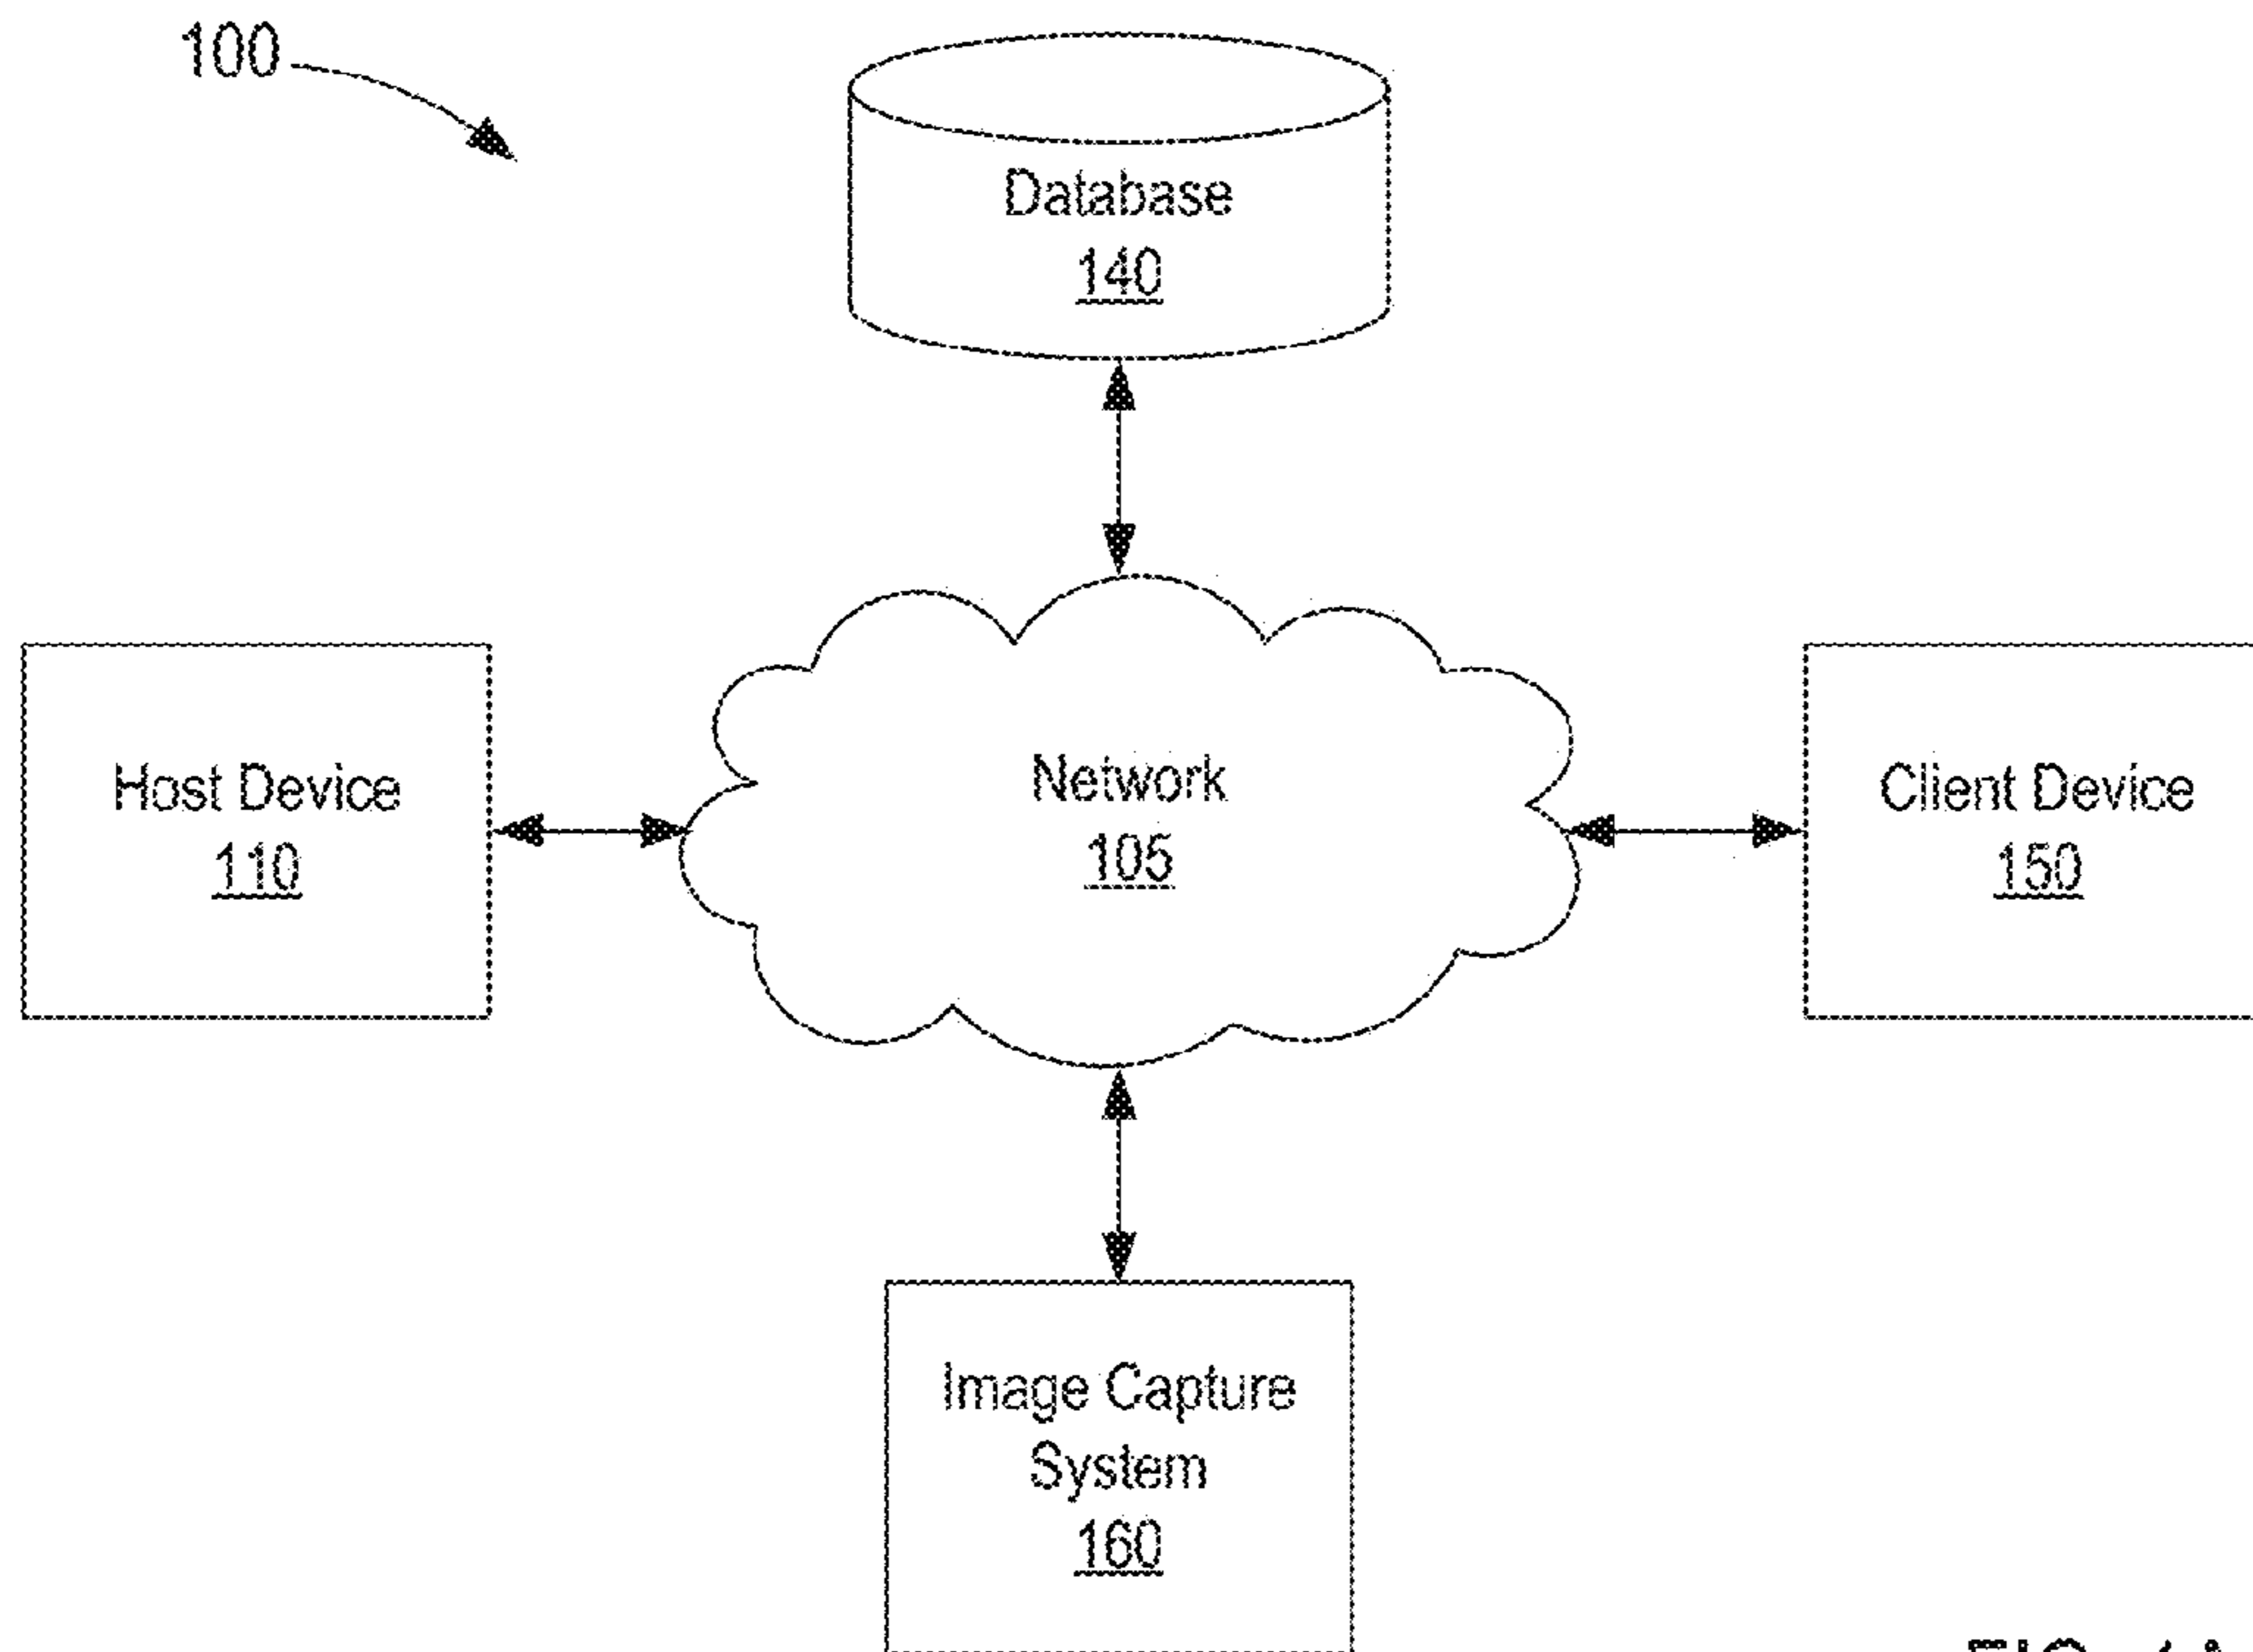 100
Database
140
Network
105
Host Device
110
Client Device
150
Image Capture
System
160